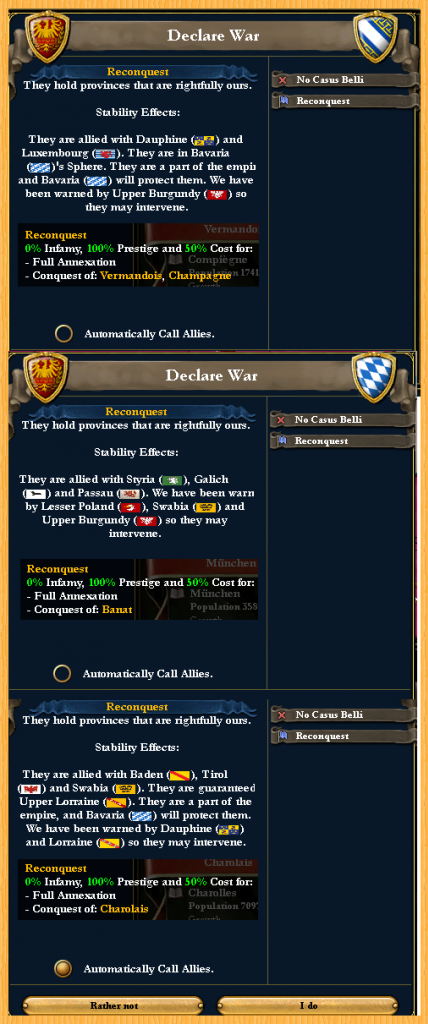 Declare War
Reconquest
No Casus Belli
They hold provinces that are rightfully ours.
Reconquest
Stability Effects:
They are allied with Dauphine () and
Luxembourg (). They are in Bavaria
()'s Sphere. They are a part of the empir
and Bavaria () will protect them. We have
been warned by Upper Burgundy () so
they may intervene.
Reconquest
0% Infamy, 100% Prestige and 50% Cost for:
- Full Annexation
- Conquest of: Vermandois, Champagne
Vermando
Compiègne
Population 1741
Automatically Call Allies.
Declare War
Reconquest
No Casus Belli
They hold provinces that are rightfully ours.
Reconquest
Stability Effects:
They are allied with Styria (), Galich
() and Passau (). We have been warn
by Lesser Poland (), Swabia () and
Upper Burgundy () so they may
intervene.
Reconquest
0% Infamy, 100% Prestige and 50% Cost for:
- Full Annexation
- Conquest of: Banat
München
München
Population 358
Automatically Call Allies.
Reconquest
No Casus Belli
They hold provinces that are rightfully ours.
Reconquest
Stability Effects:
They are allied with Baden (), Tirol
() and Swabia (). They are guaranteed
Upper Lorraine (). They are a part of the
empire, and Bavaria () will protect them.
We have been warned by Dauphine ()
and Lorraine () so they may intervene.
Reconquest
0% Infamy, 100% Prestige and 50% Cost for:
- Full Annexation
- Conquest of: Charolais
Charolais
Charolles
Population 709
Automatically Call Allies.
Rather not
I do